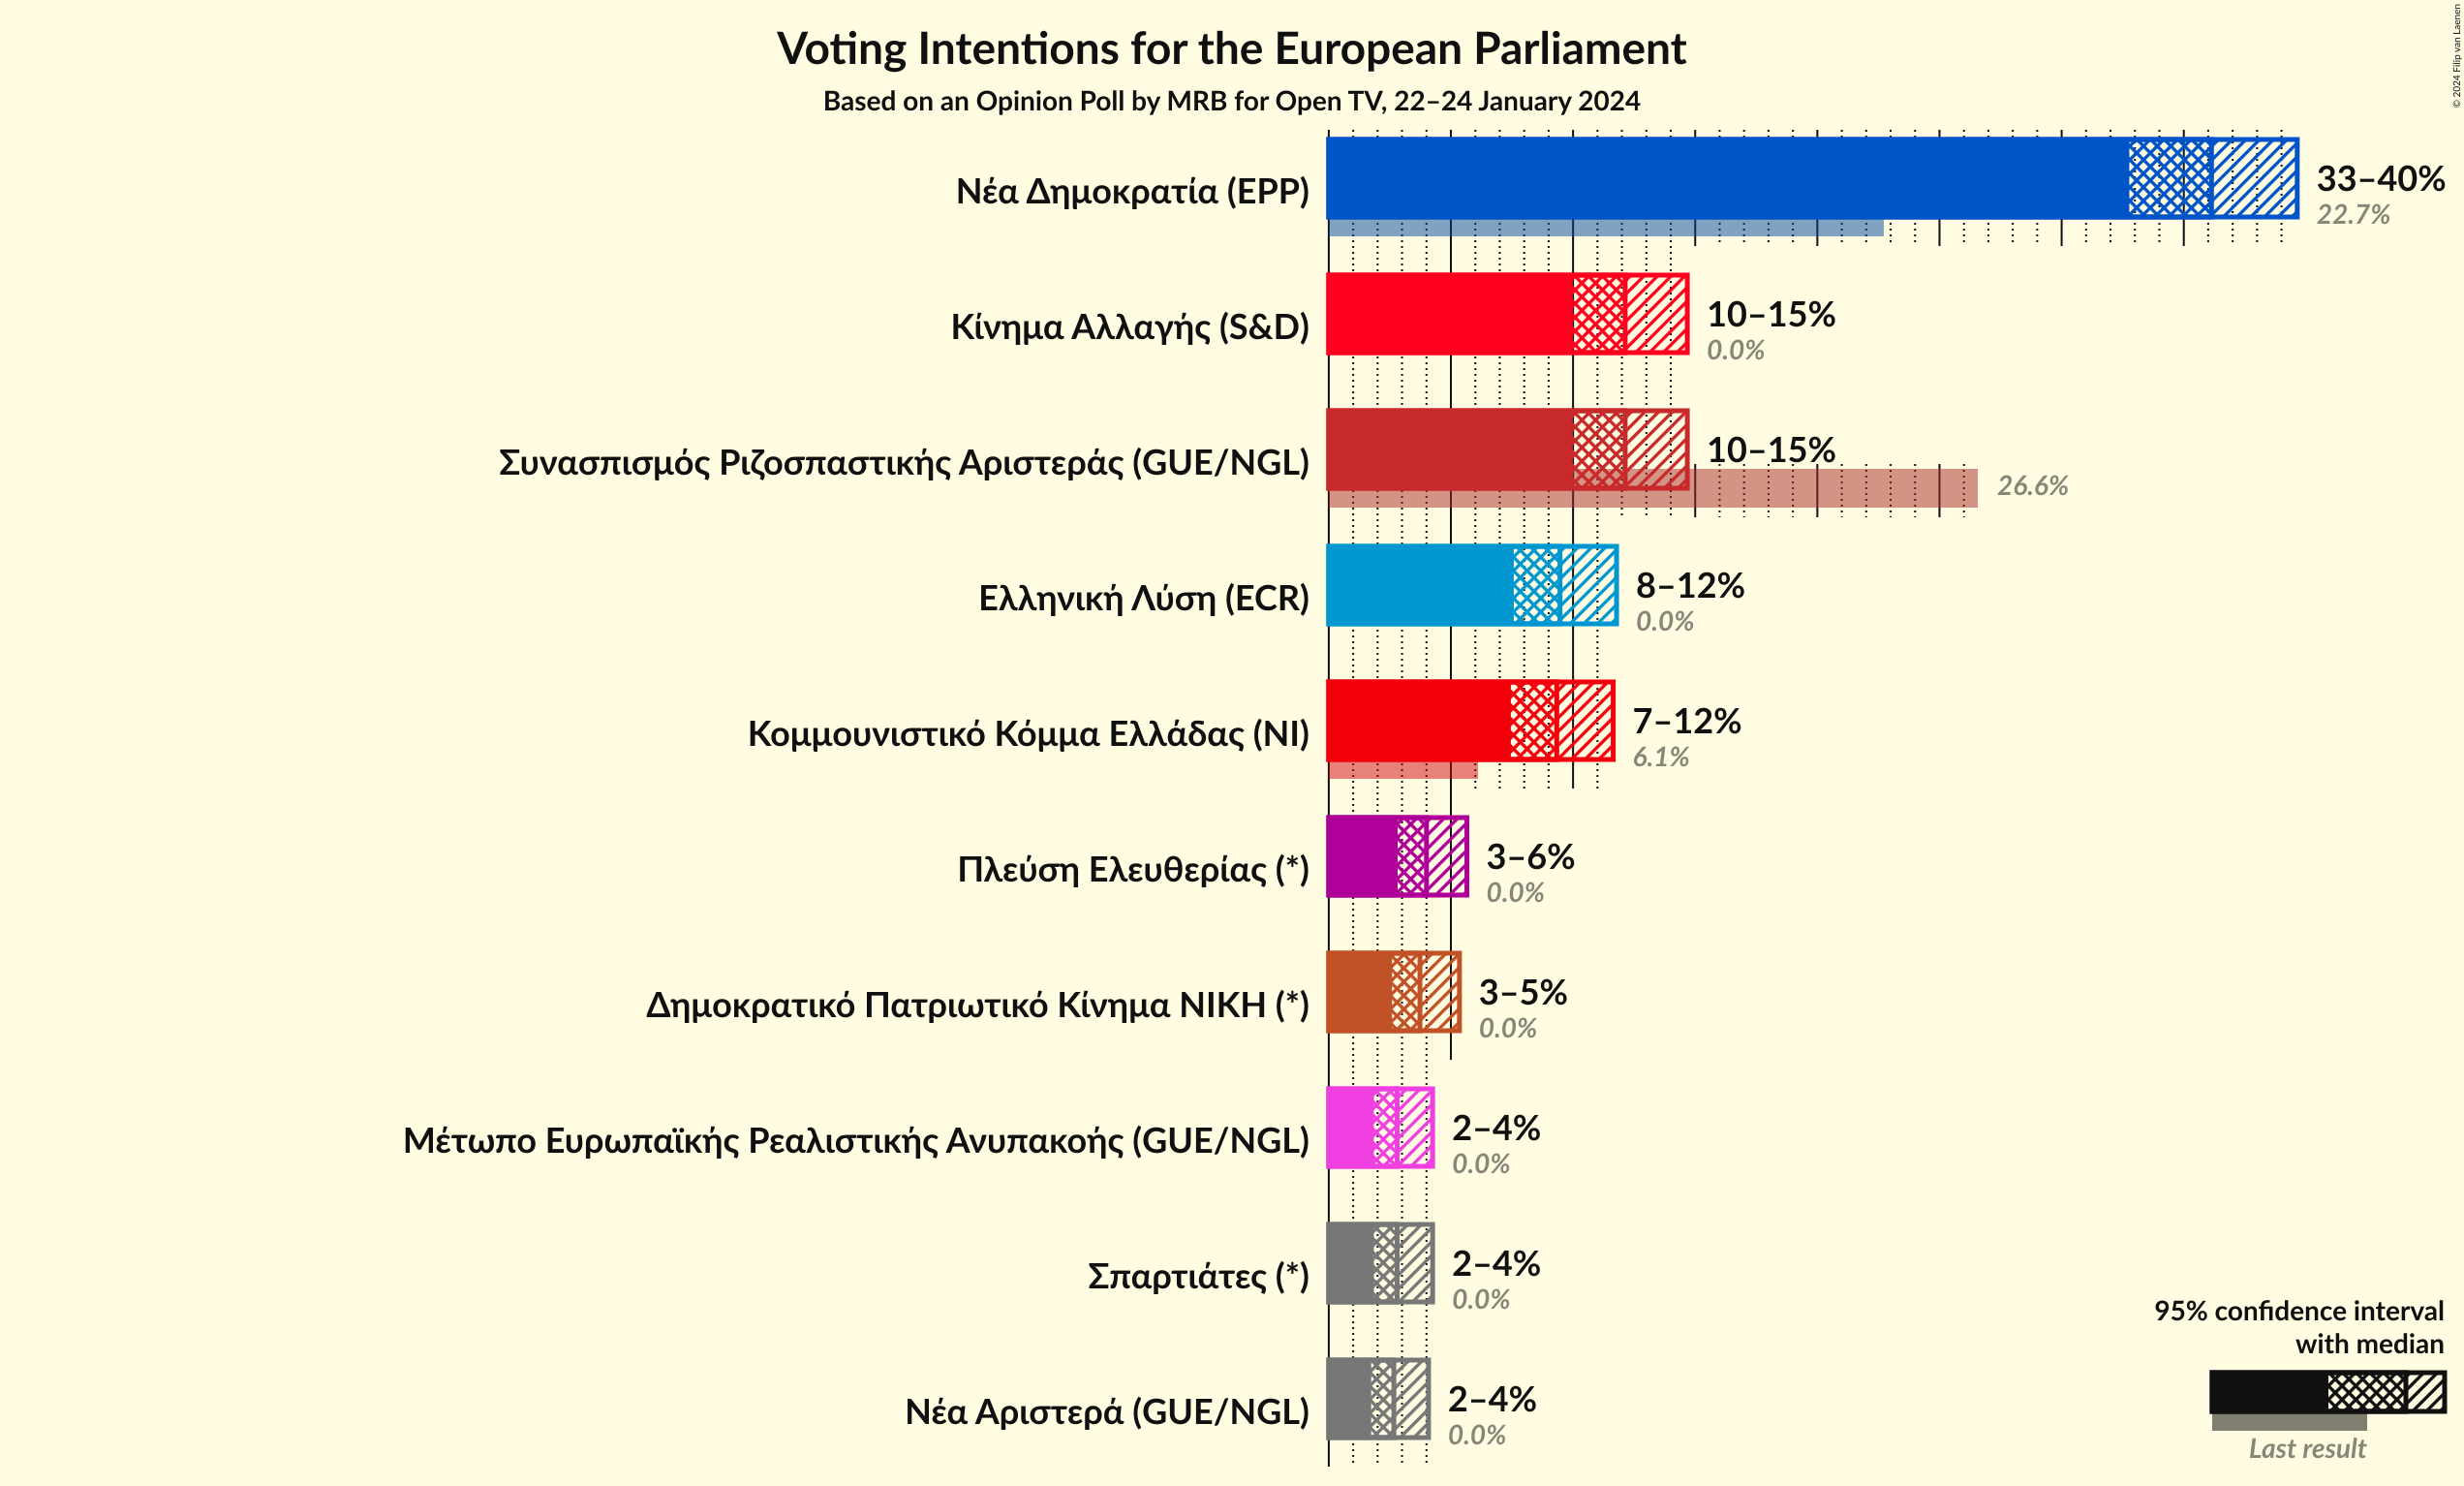 Voting Intentions for the European Parliament
Based on an Opinion Poll by MRB for Open TV, 22–24 January 2024
© 2024 Filip van Laenen
Νέα Δημοκρατία (EPP)
33–40%
22.7%
Κίνημα Αλλαγής (S&D)
10–15%
0.0%
Συνασπισμός Ριζοσπαστικής Αριστεράς (GUE/NGL)
10–15%
26.6%
Ελληνική Λύση (ECR)
8–12%
0.0%
Κομμουνιστικό Κόμμα Ελλάδας (NI)
7–12%
6.1%
Πλεύση Ελευθερίας (*)
3–6%
0.0%
Δημοκρατικό Πατριωτικό Κίνημα ΝΙΚΗ (*)
3–5%
0.0%
Μέτωπο Ευρωπαϊκής Ρεαλιστικής Ανυπακοής (GUE/NGL)
2–4%
0.0%
Σπαρτιάτες (*)
2–4%
0.0%
Νέα Αριστερά (GUE/NGL)
2–4%
0.0%
95% confidence interval
with median
Last result